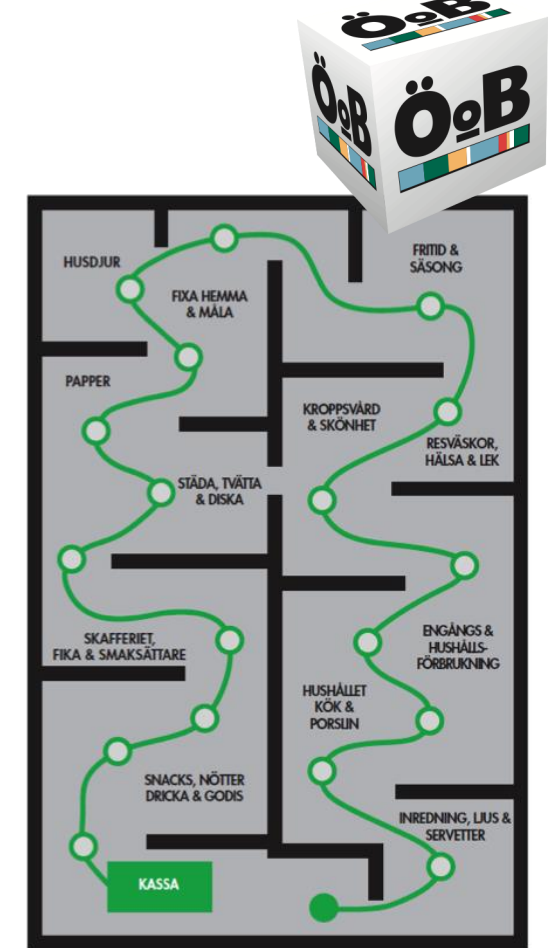 ÖoB
ÖoB
ÖoB
HUSDJUR
FRITID &
SÄSONG
FIXA HEMMA
& MÅLA
PAPPER
KROPPSVÅRD
& SKÖNHET
RESVÄSKOR,
HÄLSA & LEK
STÄDA, TVÄTTA
& DISKA
SKAFFERIET,
FIKA & SMAKSÄTTARE
ENGÅNGS &
HUSHÅLLS-
FÖRBRUKNING
HUSHÅLLET
KÖK &
PORSLIN
SNACKS, NÖTTER
DRICKA & GODIS
INREDNING, LJUS &
SERVETTER
KASSA